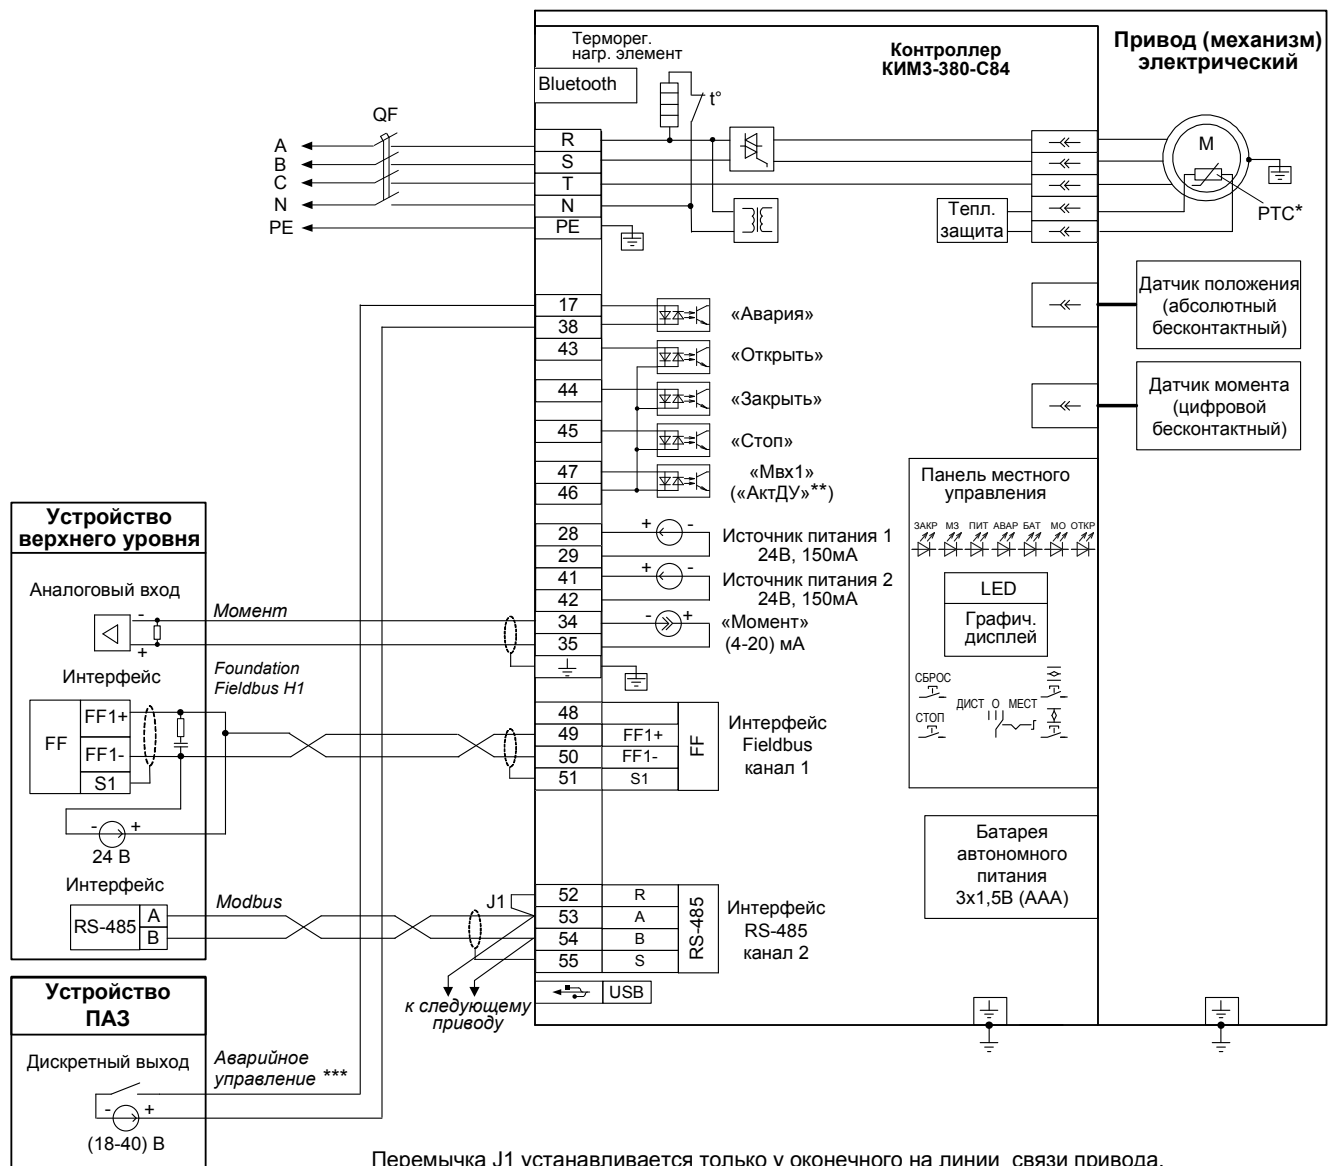 Терморег.
нагр. элемент
Контроллер
КИМ3-380-С84
Привод (механизм)
электрический
Bluetooth
t°
QF
A
B
C
N
PE
R
S
T
N
PE
M
Тепл.
защита
PTC*
17
38
43
44
45
47
46
28
29
41
42
34
35
«Авария»
«Открыть»
«Закрыть»
«Стоп»
«Мвх1»
(«АктДУ»**)
+ -
Источник питания 1
24В, 150мА
+ -
Источник питания 2
24В, 150мА
- +
«Момент»
(4-20) мА
Датчик положения
(абсолютный
бесконтактный)
Датчик момента
(цифровой
бесконтактный)
Панель местного
управления
ЗАКР МЗ ПИТ АВАР БАТ МО ОТКР
LED
Графич.
дисплей
СБРОС
СТОП
ДИСТ О МЕСТ
Батарея
автономного
питания
3х1,5В (ААА)
Устройство
верхнего уровня
Аналоговый вход
-
+
Момент
Интерфейс
Foundation
Fieldbus H1
FF
FF1+
FF1-
S1
- +
24 В
48
49 FF1+
50 FF1-
51 S1
FF
Интерфейс
Fieldbus
канал 1
Интерфейс
RS-485
A
B
Modbus
J1
52 R
53 A
54 B
55 S
RS-485
Интерфейс
RS-485
канал 2
USB
к следующему
приводу
Устройство
ПАЗ
Дискретный выход
Аварийное
управление ***
- +
(18-40) В
Перемычка J1 устанавливается только у оконечного на линии связи привода.